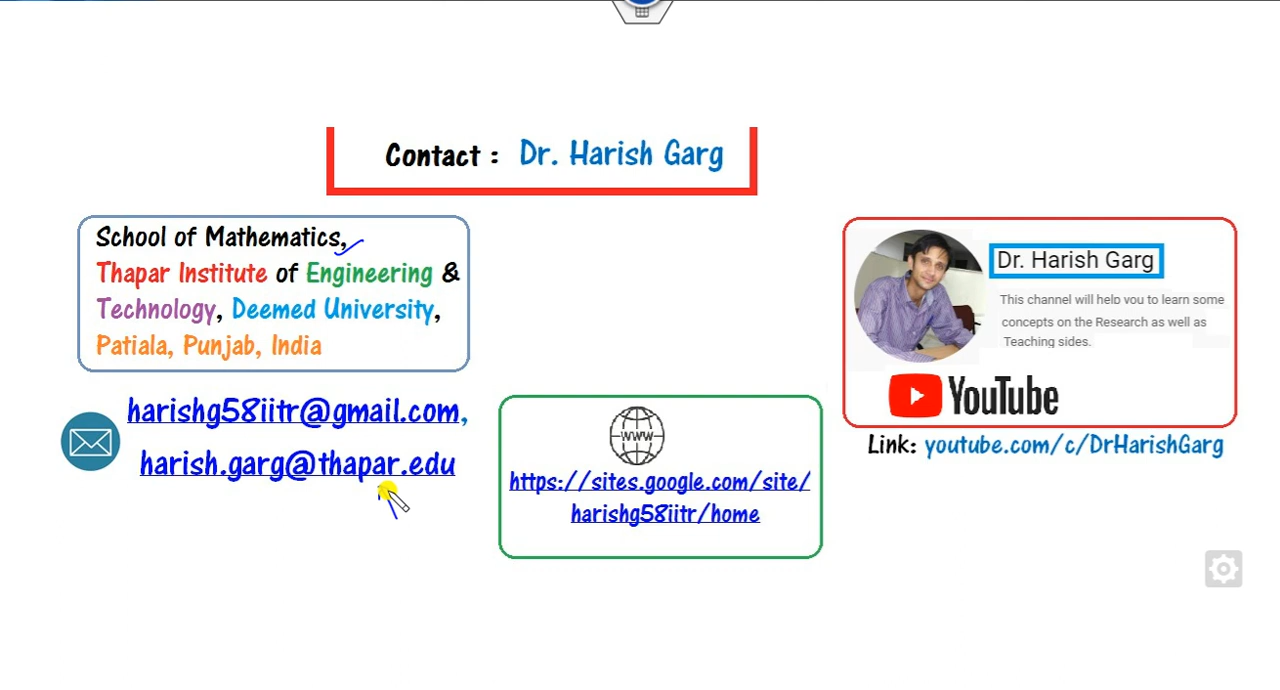 Contact : Dr. Harish Garg
School of Mathematics,
Thapar Institute of Engineering &
Technology, Deemed University,
Patiala, Punjab, India
harishg58iitr@gmail.com,
harish.garg@thapar.edu
WWW
https://sites.google.com/site/
harishg58iitr/home
Dr. Harish Garg
This channel will help you to learn some
concepts on the Research as well as
Teaching sides.
YouTube
Link: youtube.com/c/DrHarishGarg